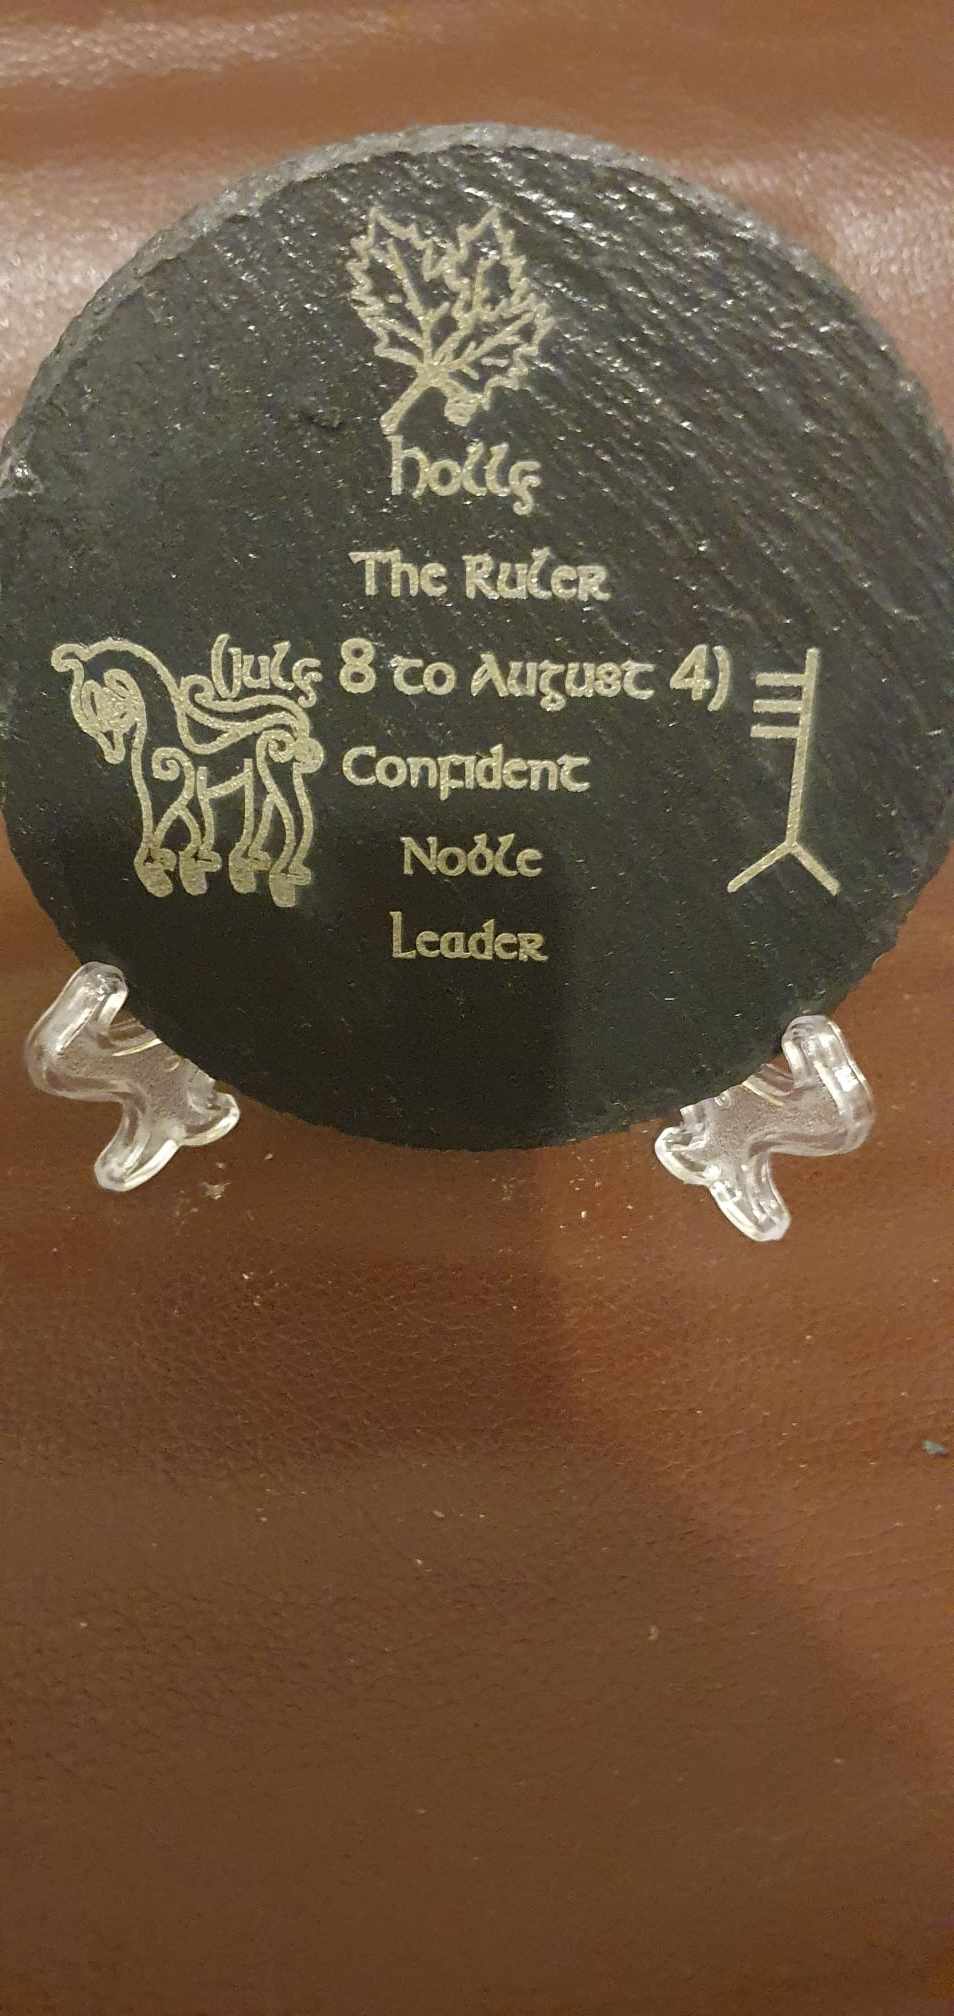 Holly
The Ruler
(July 8 to August 4)
Confident
Noble
Leader